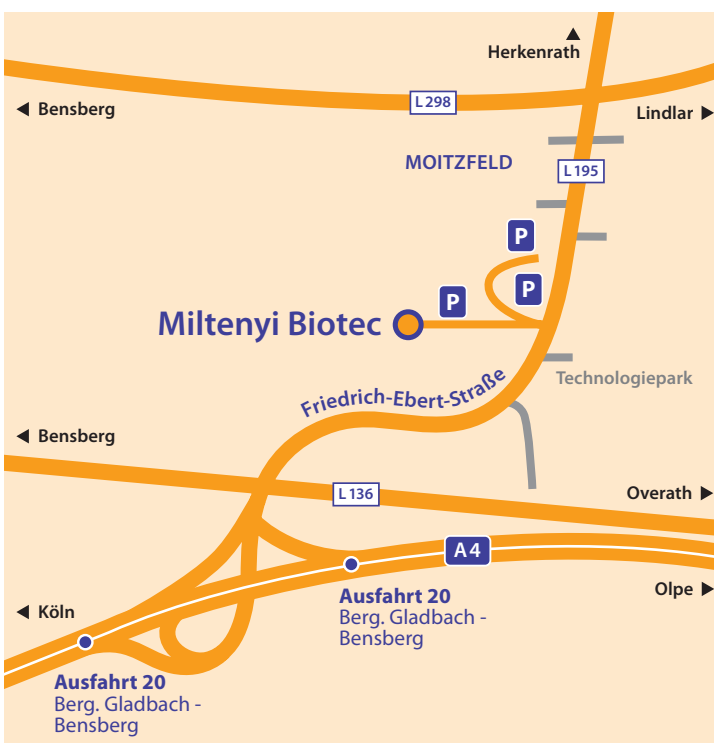 Herkenrath
Bensberg
L 298
Lindlar
MOITZFELD
L 195
P
P
P
Miltenyi Biotec
Technologiepark
Friedrich-Ebert-Straße
Bensberg
L 136
Overath
A 4
Olpe
Ausfahrt 20
Berg. Gladbach -
Bensberg
Köln
Ausfahrt 20
Berg. Gladbach -
Bensberg